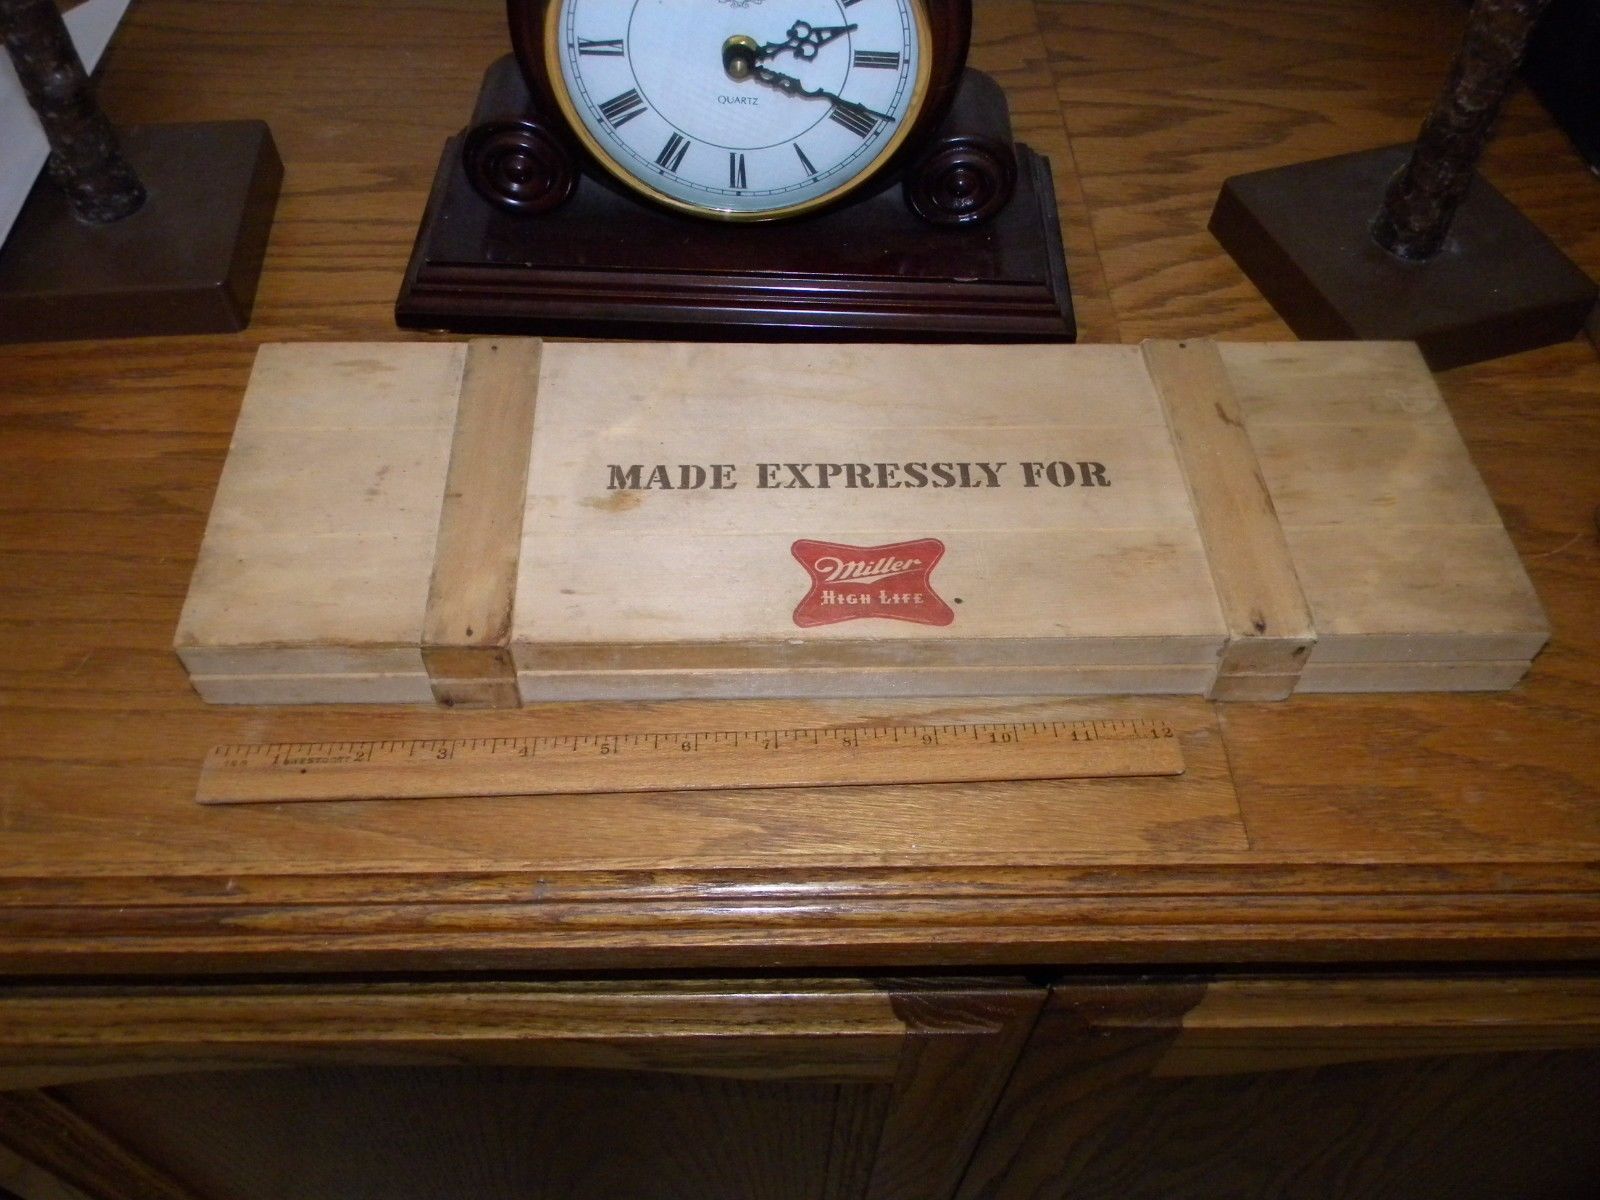 QUARTZ
MADE EXPRESSLY FOR
Miller
HIGH LIFE
1 2 3 4 5 6 7 8 9 10 11 12